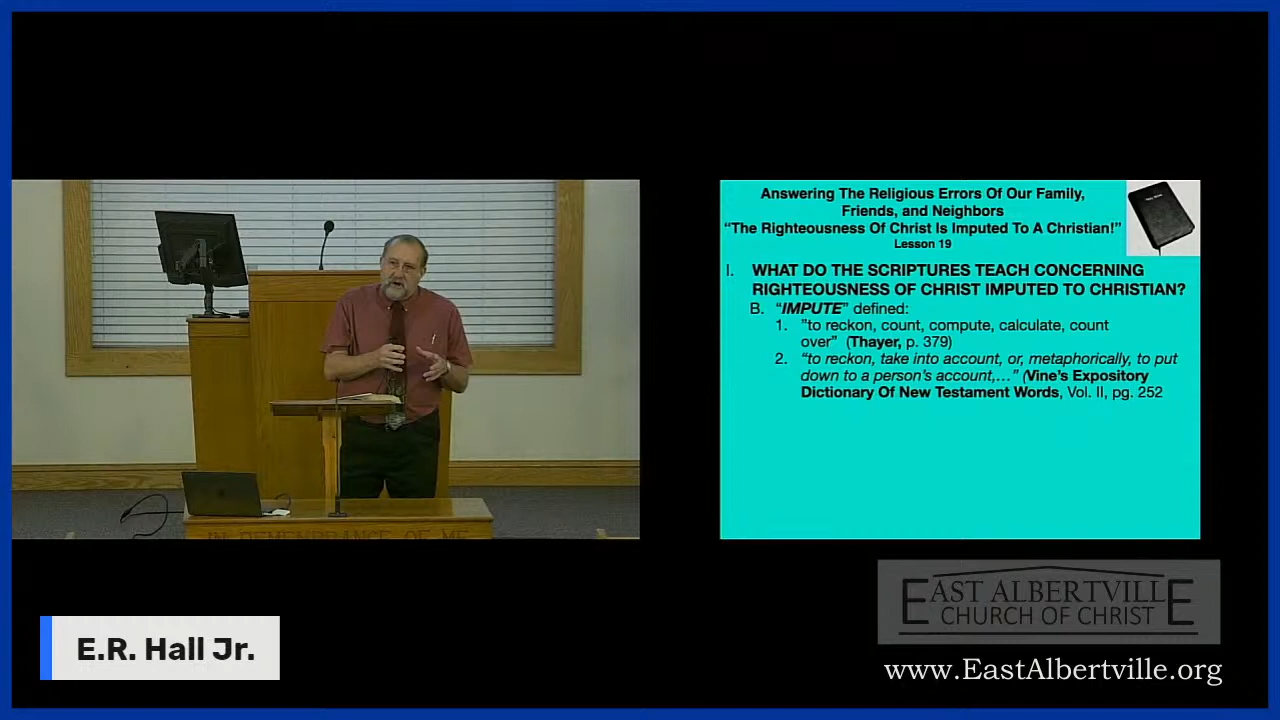 Answering The Religious Errors Of Our Family,
Friends, and Neighbors
“The Righteousness Of Christ Is Imputed To A Christian!”
Lesson 19
I. WHAT DO THE SCRIPTURES TEACH CONCERNING
RIGHTEOUSNESS OF CHRIST IMPUTED TO CHRISTIAN?
B. “IMPUTE” defined:
1. ”to reckon, count, compute, calculate, count
over” (Thayer, p. 379)
2. “to reckon, take into account, or, metaphorically, to put
down to a person’s account,…” (Vine’s Expository
Dictionary Of New Testament Words, Vol. II, pg. 252
IN REMEMBRANCE OF ME
E.R. Hall Jr.
EAST ALBERTVILLE
CHURCH OF CHRIST
www.EastAlbertville.org